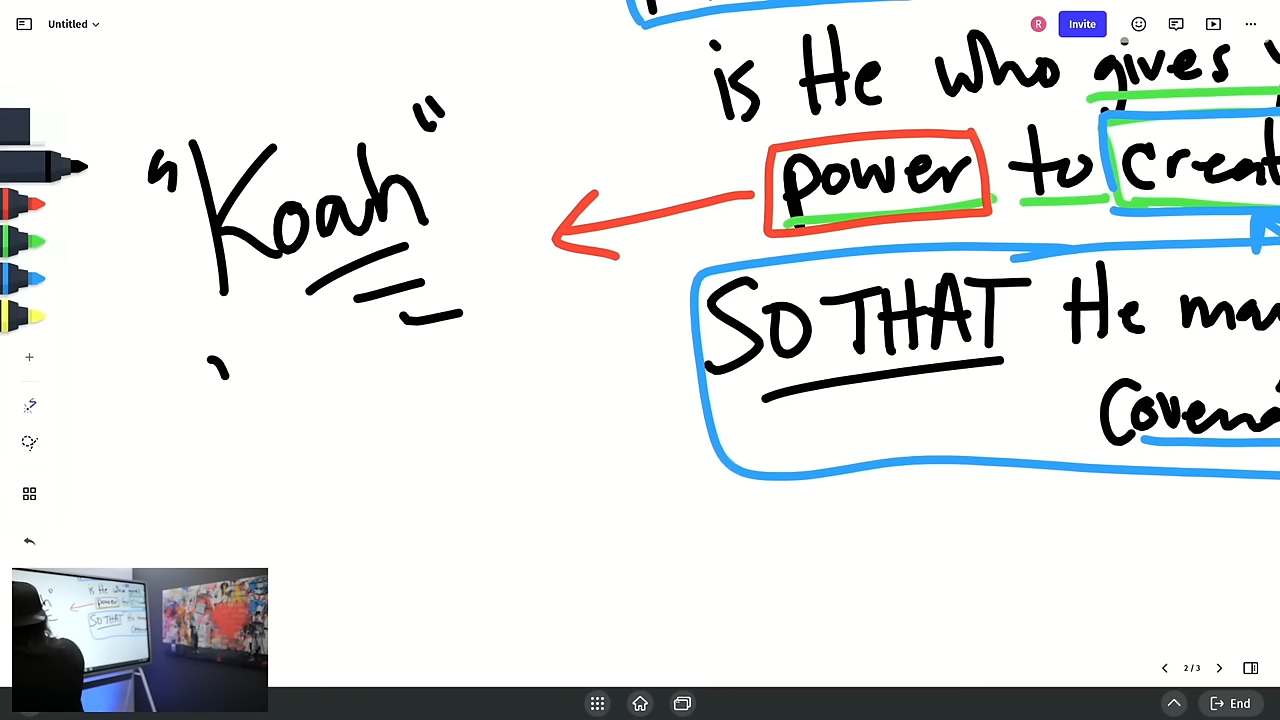 Untitled
R
Invite
is He who gives
"Koah"
power to creat
SO THAT He ma
Covena
2/3
End